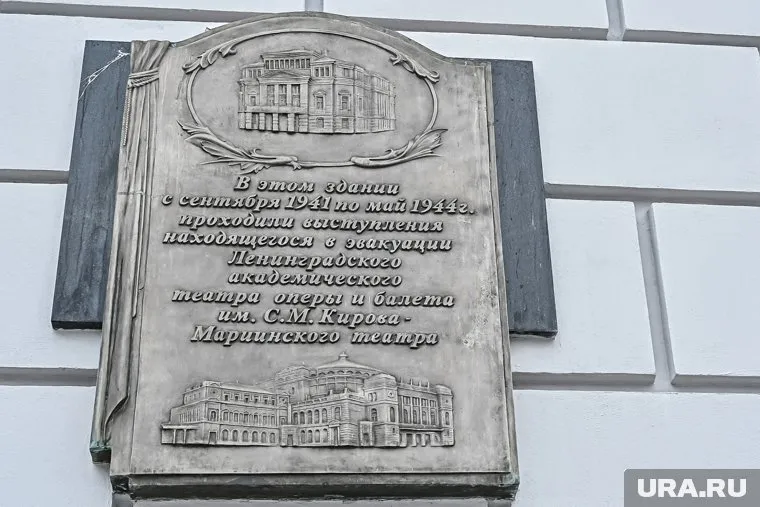 В этом здании
с сентября 1941 по май 1944 г.
проходили выступления
находящегося в эвакуации
Ленинградского
академического
театра оперы и балета
им. С.М. Кирова -
Мариинского театра
URA.RU